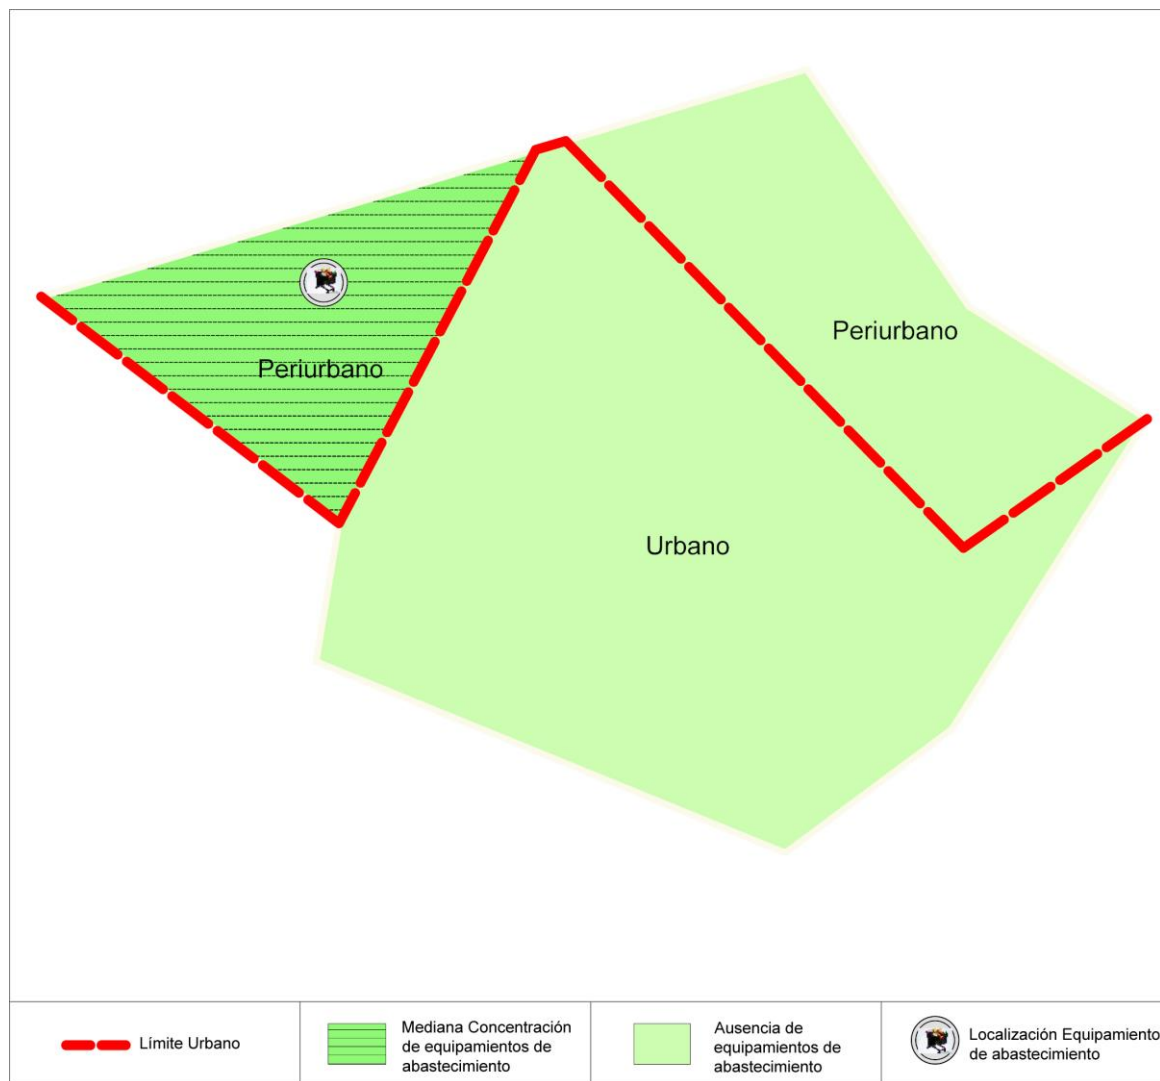 Periurbano
Periurbano
Urbano
Límite Urbano
Mediana Concentración
de equipamientos de
abastecimiento
Ausencia de
equipamientos de
abastecimiento
Localización Equipamiento
de abastecimiento